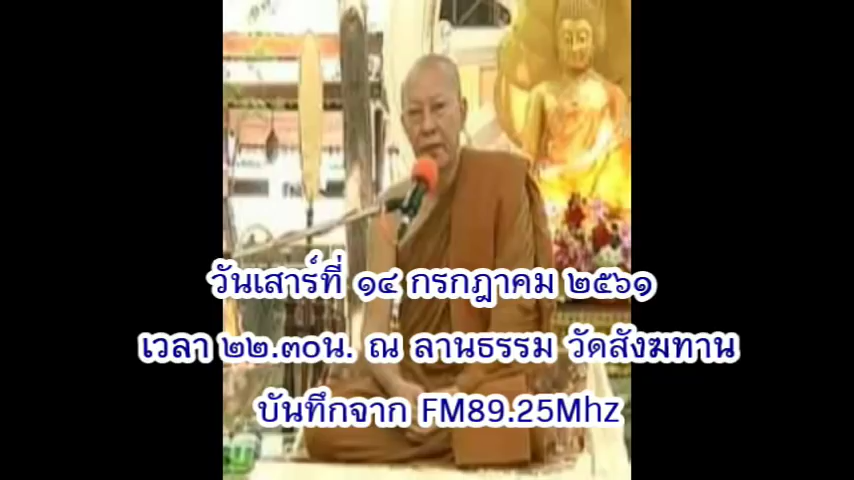 วันเสาร์ที่ ๑๔ กรกฎาคม ๒๕๖๑
เวลา ๒๒.๓๐น. ณ ลานธรรม วัดสังฆทาน
บันทึกจาก FM89.25Mhz